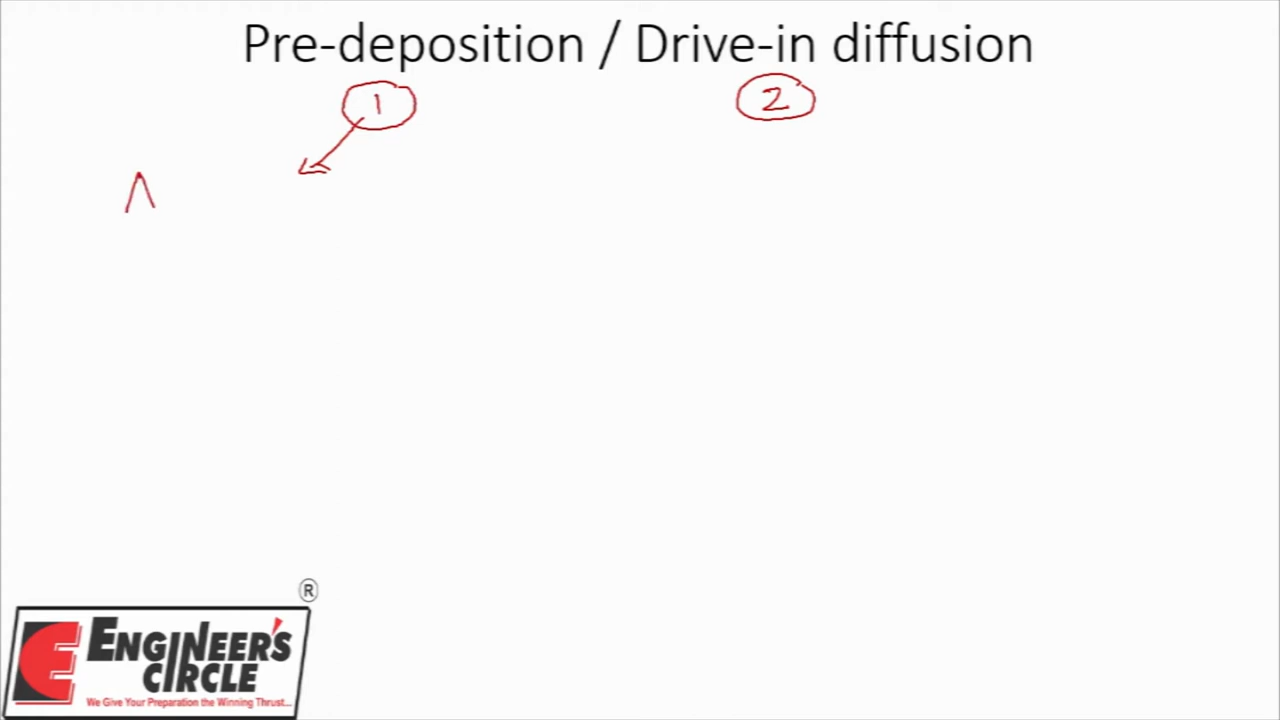 Pre-deposition / Drive-in diffusion
1
2
®
ENGINEER'S
CIRCLE
We Give Your Preparation the Winning Thrust...